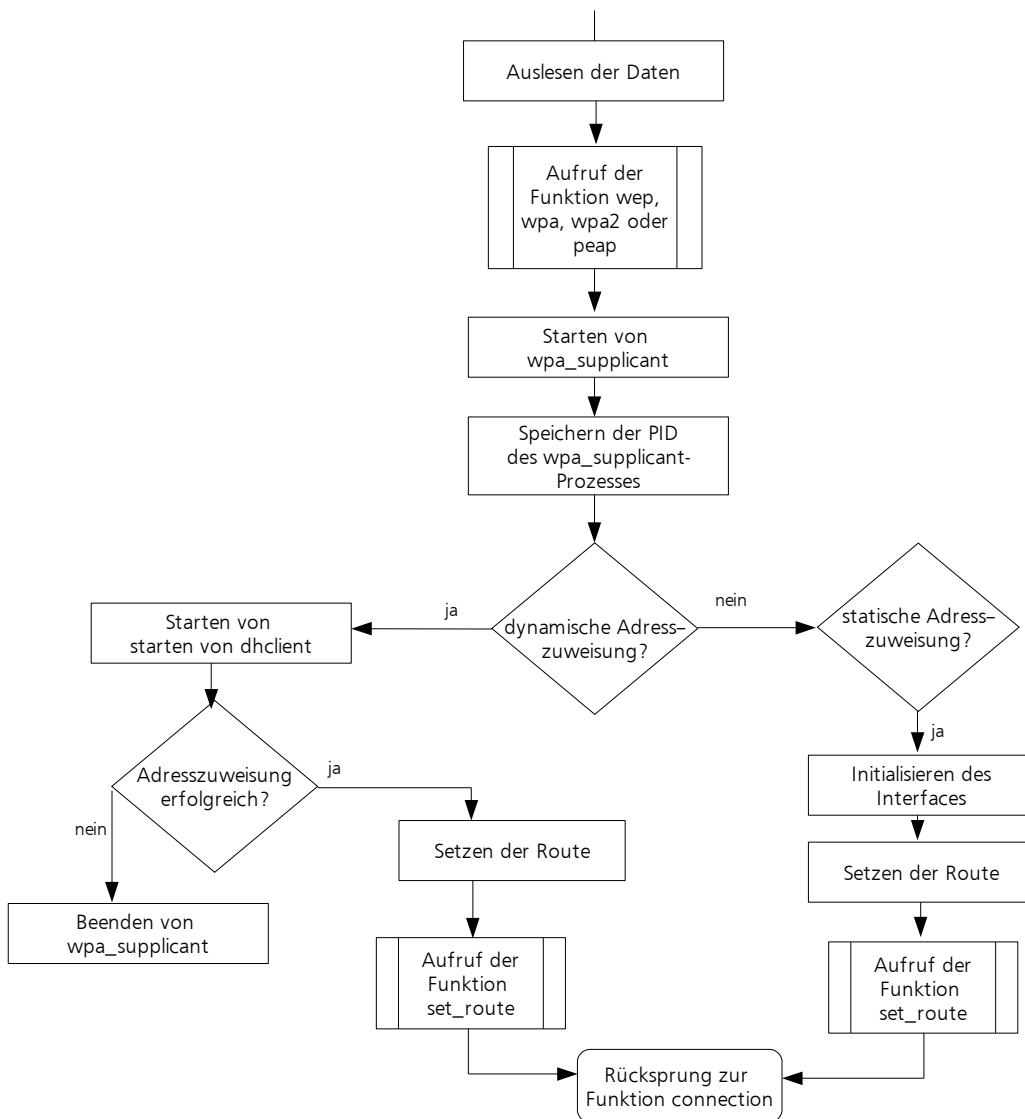 Auslesen der Daten
Aufruf der
Funktion wep,
wpa, wpa2 oder
peap
Starten von
wpa_supplicant
Speichern der PID
des wpa_supplicant-
Prozesses
ja
nein
Starten von
starten von dhclient
dynamische Adress–
zuweisung?
statische Adress–
zuweisung?
ja
Adresszuweisung
erfolgreich?
ja
nein
Initialisieren des
Interfaces
Setzen der Route
Setzen der Route
Beenden von
wpa_supplicant
Aufruf der
Funktion
set_route
Aufruf der
Funktion
set_route
Rücksprung zur
Funktion connection